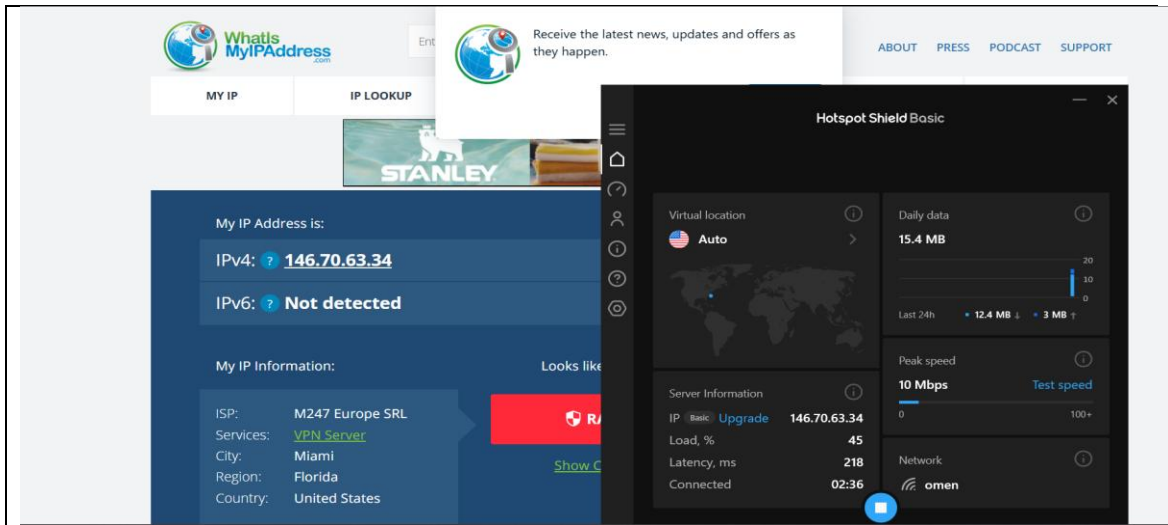 WhatIs
MyIPAddress
.com
Ent
Receive the latest news, updates and offers as
they happen.
ABOUT PRESS PODCAST SUPPORT
MY IP IP LOOKUP
STANLEY
My IP Address is:
IPv4: ? 146.70.63.34
IPv6: ? Not detected
My IP Information:
Looks like
ISP: M247 Europe SRL
Services: VPN Server
City: Miami
Region: Florida
Country: United States
RA
Show C
Hotspot Shield Basic
Virtual location
Auto
Daily data
15.4 MB
20
10
0
Last 24h 12.4 MB ↓ 3 MB ↑
Peak speed
10 Mbps Test speed
0 100+
Server Information
IP Basic Upgrade 146.70.63.34
Load, % 45
Latency, ms 218
Connected 02:36
Network
omen